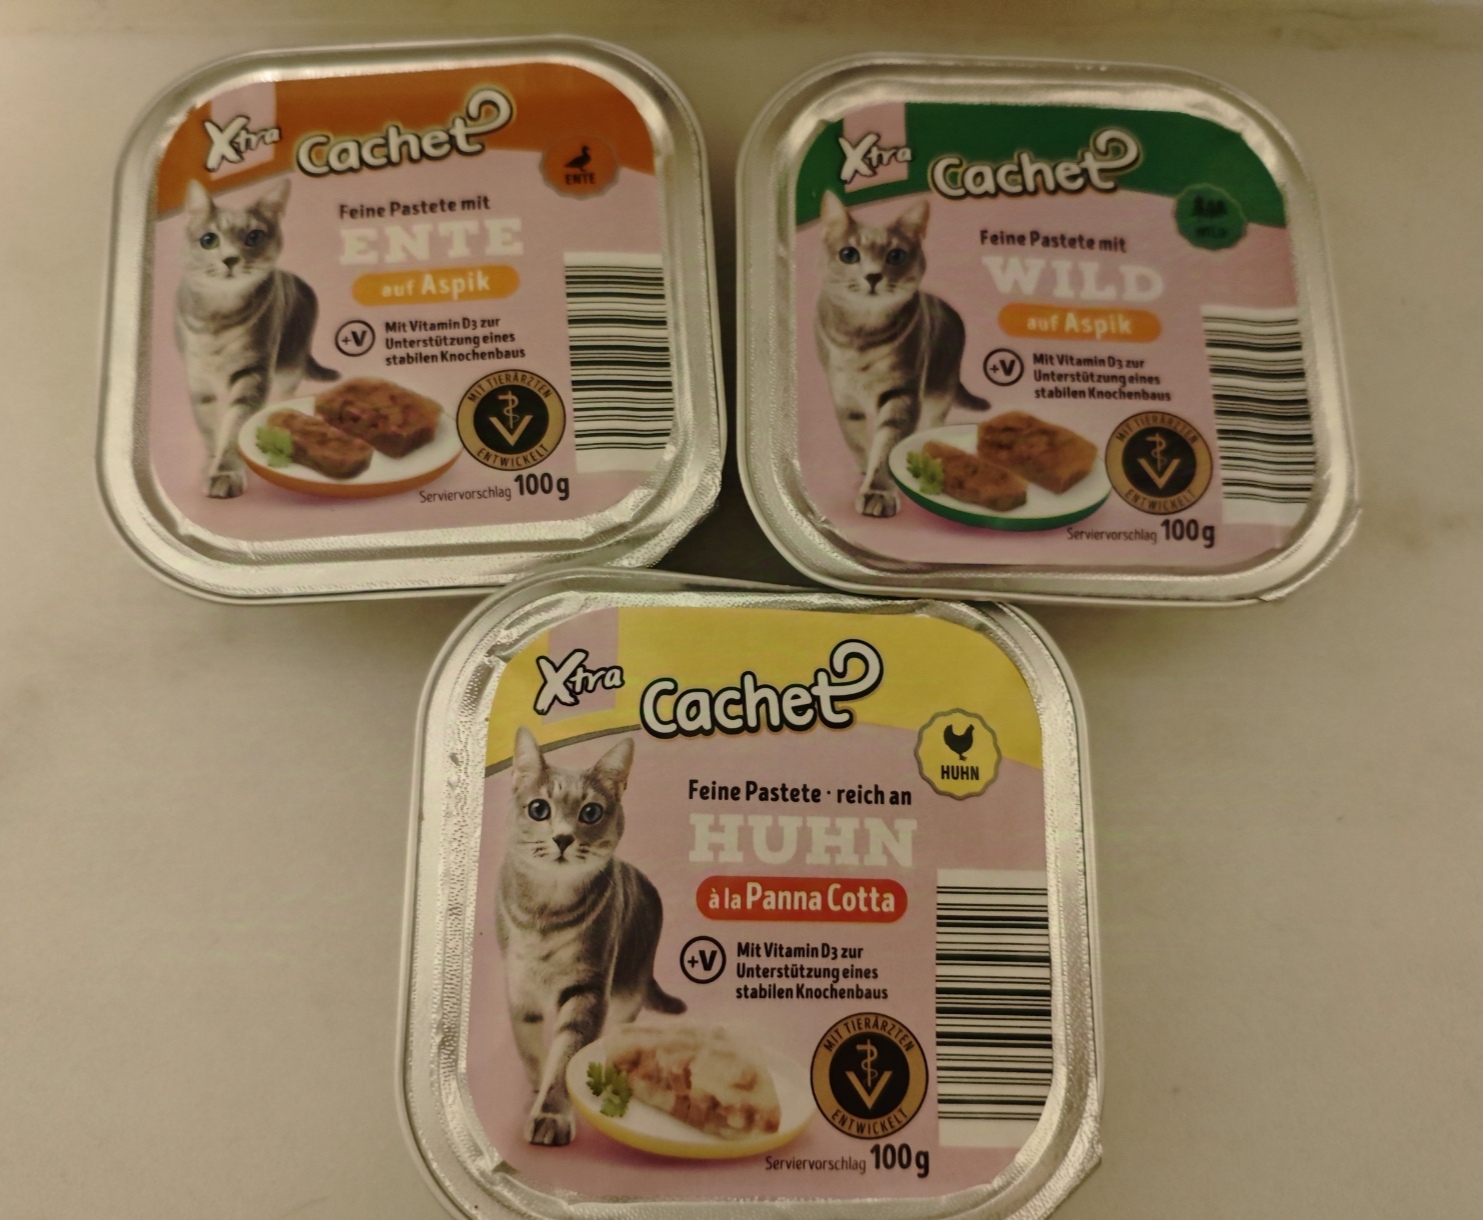 Xtra
Cachet
ENTE
Feine Pastete mit
ENTE
auf Aspik
+V
Mit Vitamin D3 zur
Unterstützung eines
stabilen Knochenbaus
MIT TIERÄRZTEN
ENTWICKELT
Serviervorschlag 100g
Xtra
Cachet
WILD
Feine Pastete mit
WILD
auf Aspik
+V
Mit Vitamin D3 zur
Unterstützung eines
stabilen Knochenbaus
MIT TIERÄRZTEN
ENTWICKELT
Serviervorschlag 100g
Xtra
Cachet
HUHN
Feine Pastete · reich an
HUHN
à la Panna Cotta
+V
Mit Vitamin D3 zur
Unterstützung eines
stabilen Knochenbaus
MIT TIERÄRZTEN
ENTWICKELT
Serviervorschlag 100g